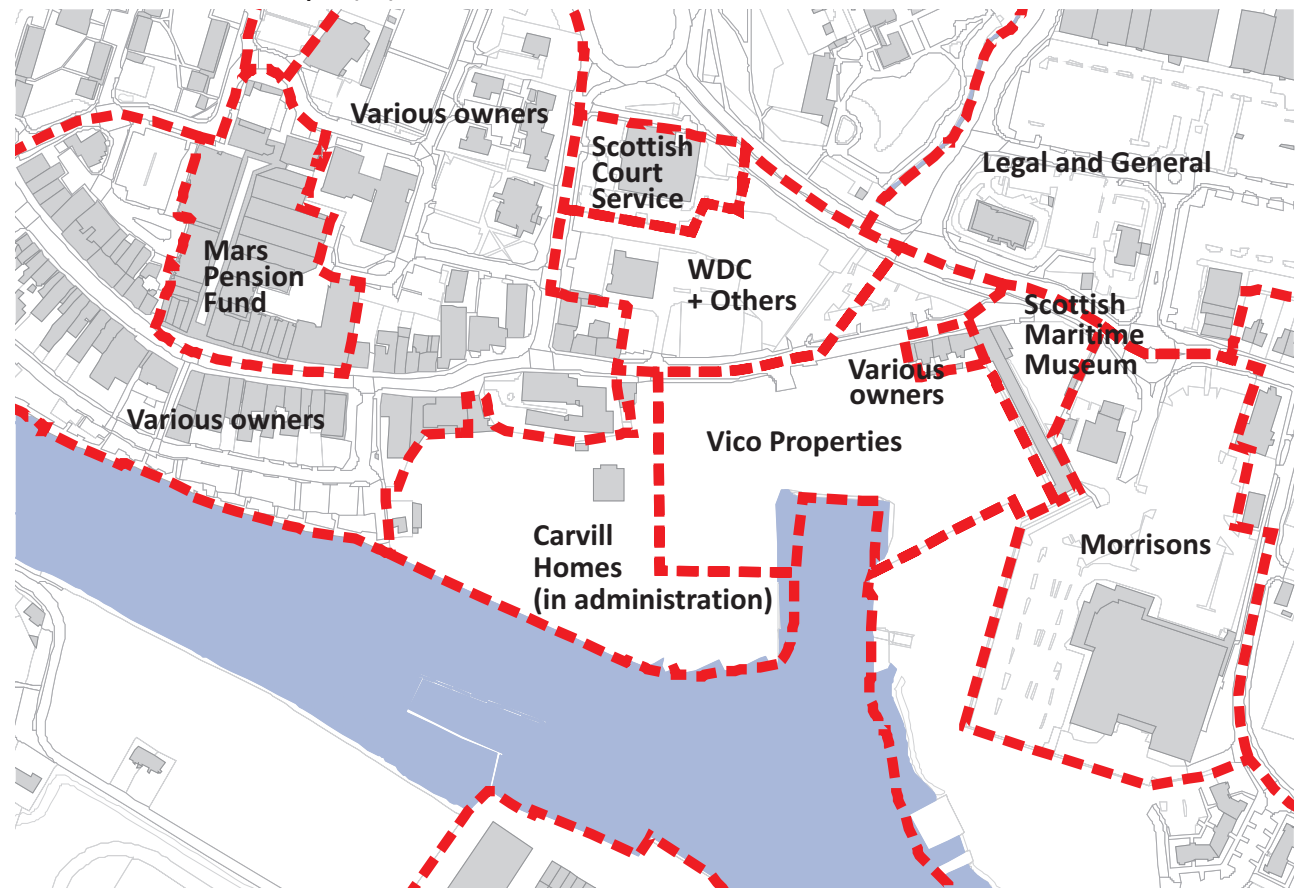 Various owners
Scottish
Court
Service
Legal and General
Mars
Pension
Fund
WDC
+ Others
Scottish
Maritime
Museum
Various
owners
Various owners
Vico Properties
Carvill
Homes
(in administration)
Morrisons